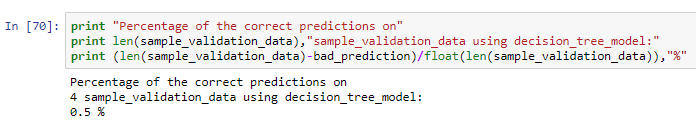 In [70]: print "Percentage of the correct predictions on"
print len(sample_validation_data),"sample_validation_data using decision_tree_model:"
print (len(sample_validation_data)-bad_prediction)/float(len(sample_validation_data)),"%"
Percentage of the correct predictions on
4 sample_validation_data using decision_tree_model:
0.5 %